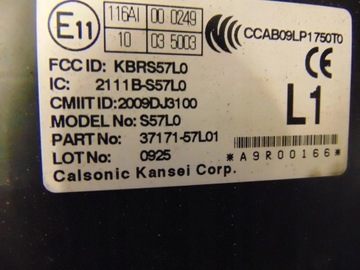 E11
116AI 00 0249
10 03 5003
CCAB09LP1750T0
FCC ID: KBRS57L0
IC: 2111B-S57L0
CMIIT ID:2009DJ3100
MODEL No: S57L0
PART No: 37171-57L01
LOT No: 0925
CE
L1
*A9R00166*
Calsonic Kansei Corp.